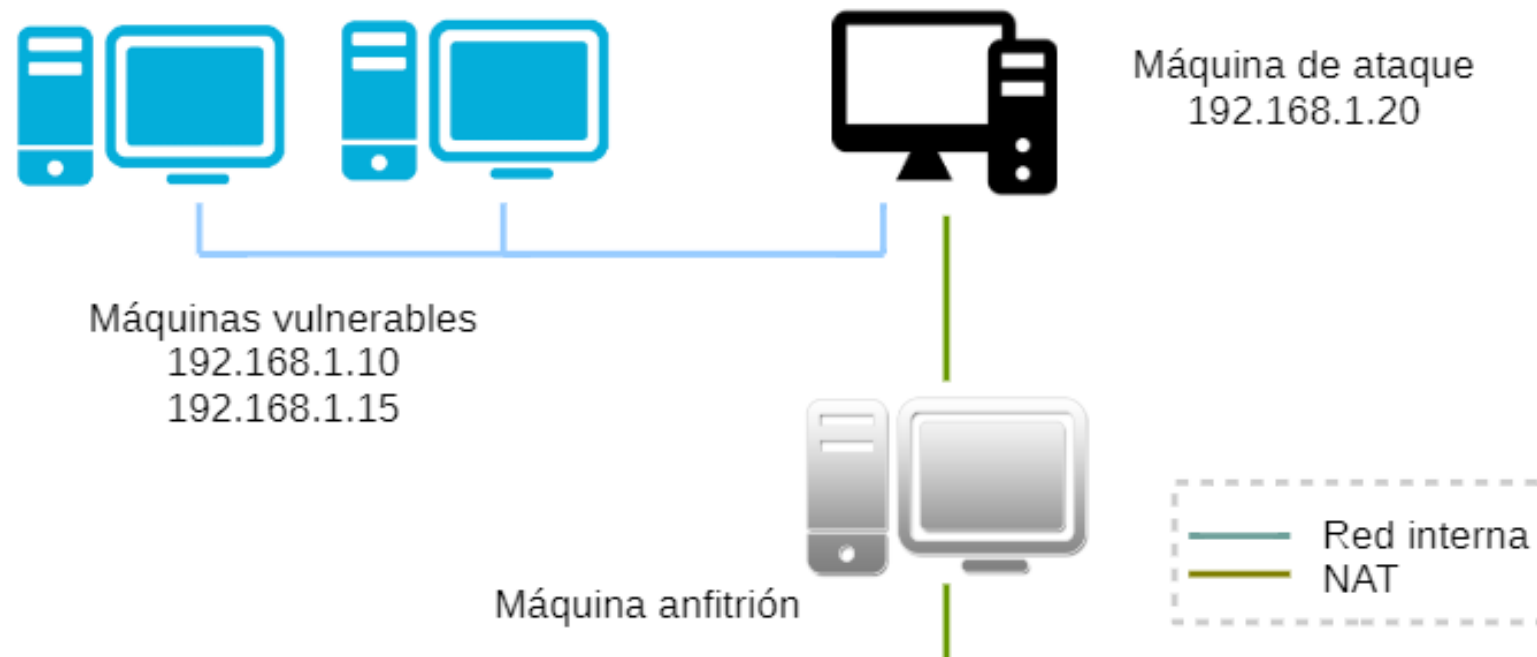 Máquina de ataque
192.168.1.20
Máquinas vulnerables
192.168.1.10
192.168.1.15
Máquina anfitrión
Red interna
NAT